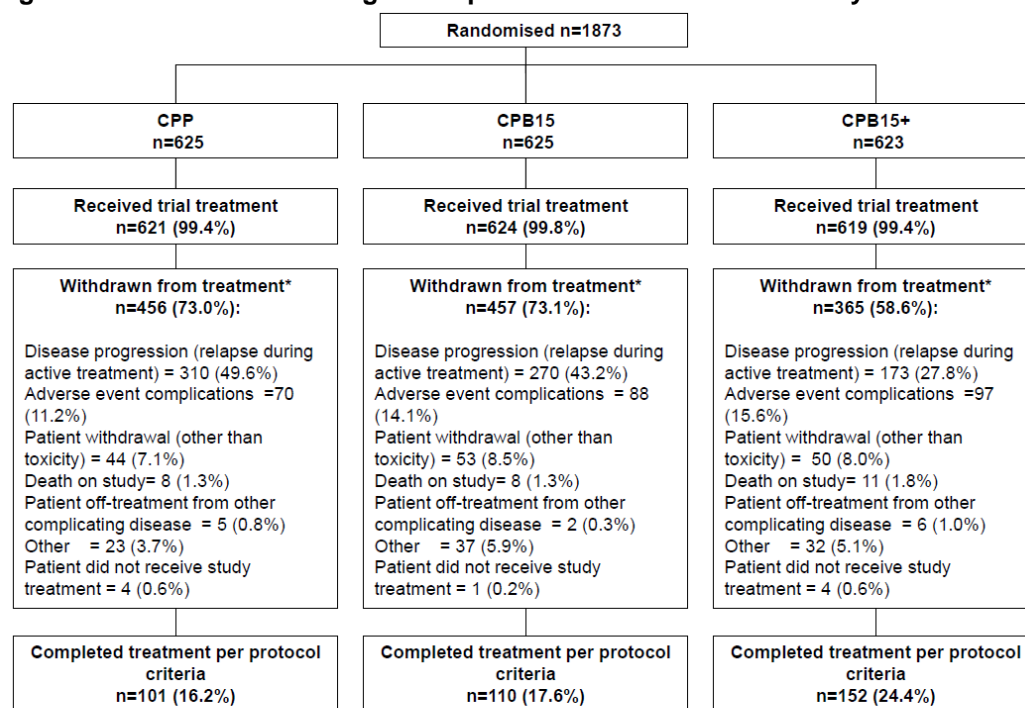 Randomised n=1873
CPP
n=625
CPB15
n=625
CPB15+
n=623
Received trial treatment
n=621 (99.4%)
Received trial treatment
n=624 (99.8%)
Received trial treatment
n=619 (99.4%)
Withdrawn from treatment*
n=456 (73.0%):
Disease progression (relapse during
active treatment) = 310 (49.6%)
Adverse event complications =70
(11.2%)
Patient withdrawal (other than
toxicity) = 44 (7.1%)
Death on study= 8 (1.3%)
Patient off-treatment from other
complicating disease = 5 (0.8%)
Other = 23 (3.7%)
Patient did not receive study
treatment = 4 (0.6%)
Withdrawn from treatment*
n=457 (73.1%):
Disease progression (relapse during
active treatment) = 270 (43.2%)
Adverse event complications = 88
(14.1%)
Patient withdrawal (other than
toxicity) = 53 (8.5%)
Death on study= 8 (1.3%)
Patient off-treatment from other
complicating disease = 2 (0.3%)
Other = 37 (5.9%)
Patient did not receive study
treatment = 1 (0.2%)
Withdrawn from treatment*
n=365 (58.6%):
Disease progression (relapse during
active treatment) = 173 (27.8%)
Adverse event complications =97
(15.6%)
Patient withdrawal (other than
toxicity) = 50 (8.0%)
Death on study= 11 (1.8%)
Patient off-treatment from other
complicating disease = 6 (1.0%)
Other = 32 (5.1%)
Patient did not receive study
treatment = 4 (0.6%)
Completed treatment per protocol
criteria
n=101 (16.2%)
Completed treatment per protocol
criteria
n=110 (17.6%)
Completed treatment per protocol
criteria
n=152 (24.4%)